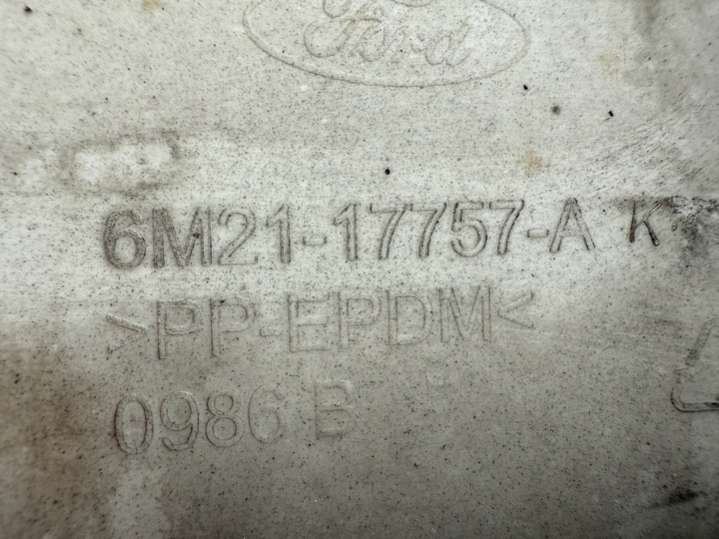 Ford
6M21-17757-A K
>PP-EPDM<
0986 B